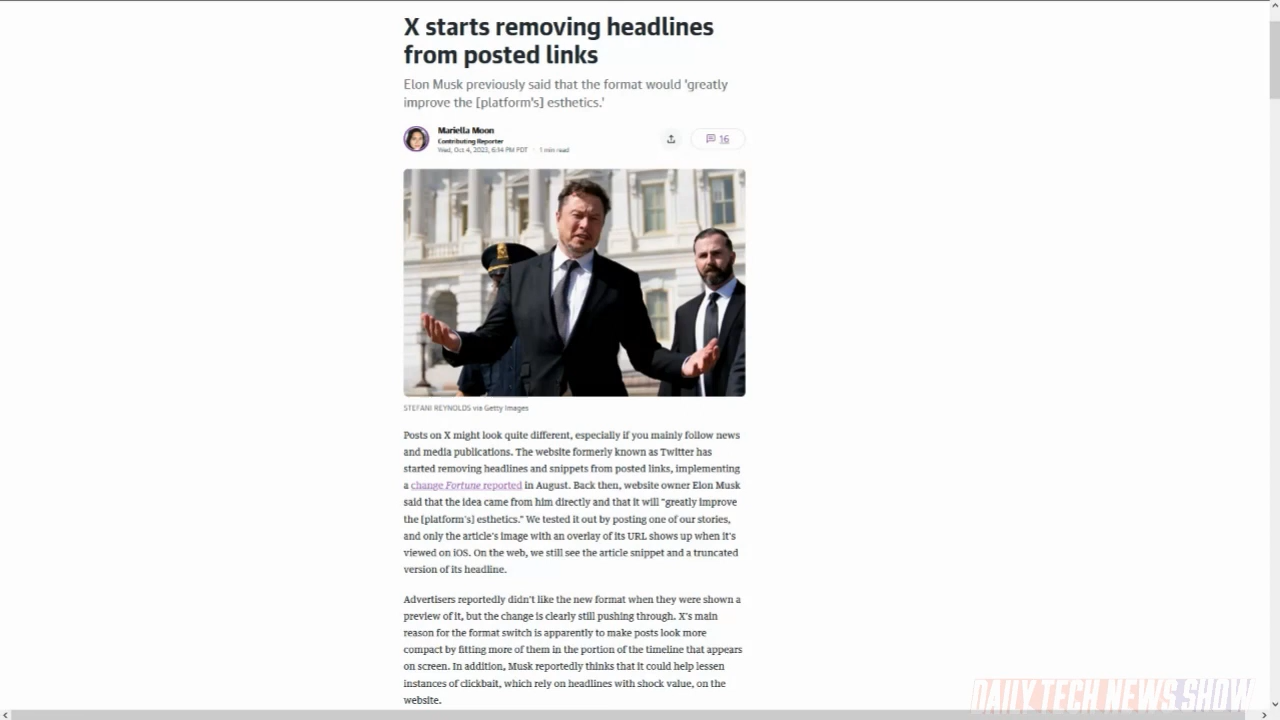 X starts removing headlines
from posted links
Elon Musk previously said that the format would 'greatly
improve the [platform's] esthetics.'
Mariella Moon
Contributing Reporter
Wed, Oct 4, 2023, 6:14 PM PDT · 1 min read
16
STEFANI REYNOLDS via Getty Images
Posts on X might look quite different, especially if you mainly follow news
and media publications. The website formerly known as Twitter has
started removing headlines and snippets from posted links, implementing
a change Fortune reported in August. Back then, website owner Elon Musk
said that the idea came from him directly and that it will "greatly improve
the [platform's] esthetics." We tested it out by posting one of our stories,
and only the article's image with an overlay of its URL shows up when it's
viewed on iOS. On the web, we still see the article snippet and a truncated
version of its headline.
Advertisers reportedly didn't like the new format when they were shown a
preview of it, but the change is clearly still pushing through. X's main
reason for the format switch is apparently to make posts look more
compact by fitting more of them in the portion of the timeline that appears
on screen. In addition, Musk reportedly thinks that it could help lessen
instances of clickbait, which rely on headlines with shock value, on the
website.
DAILY TECH NEWS SHOW